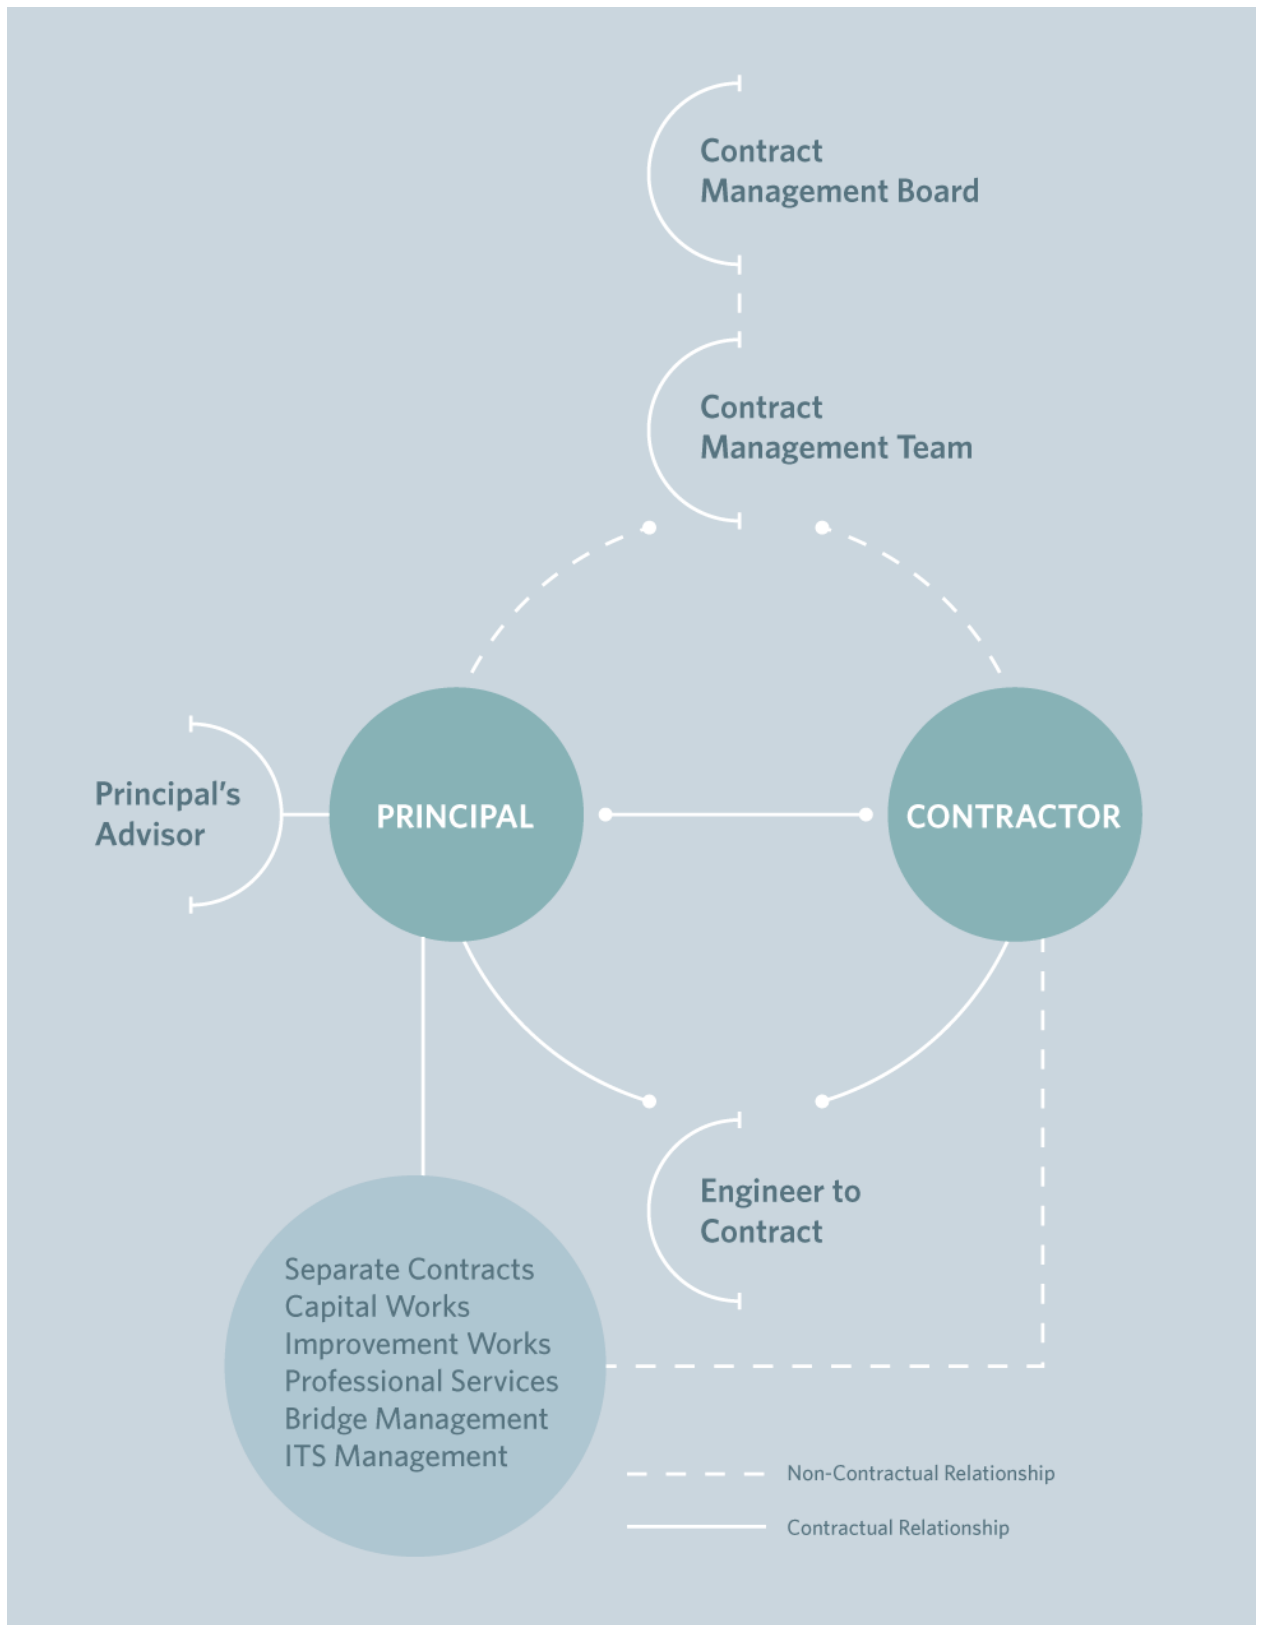 Contract
Management Board
Contract
Management Team
Principal’s
Advisor
PRINCIPAL
CONTRACTOR
Engineer to
Contract
Separate Contracts
Capital Works
Improvement Works
Professional Services
Bridge Management
ITS Management
Non-Contractual Relationship
Contractual Relationship